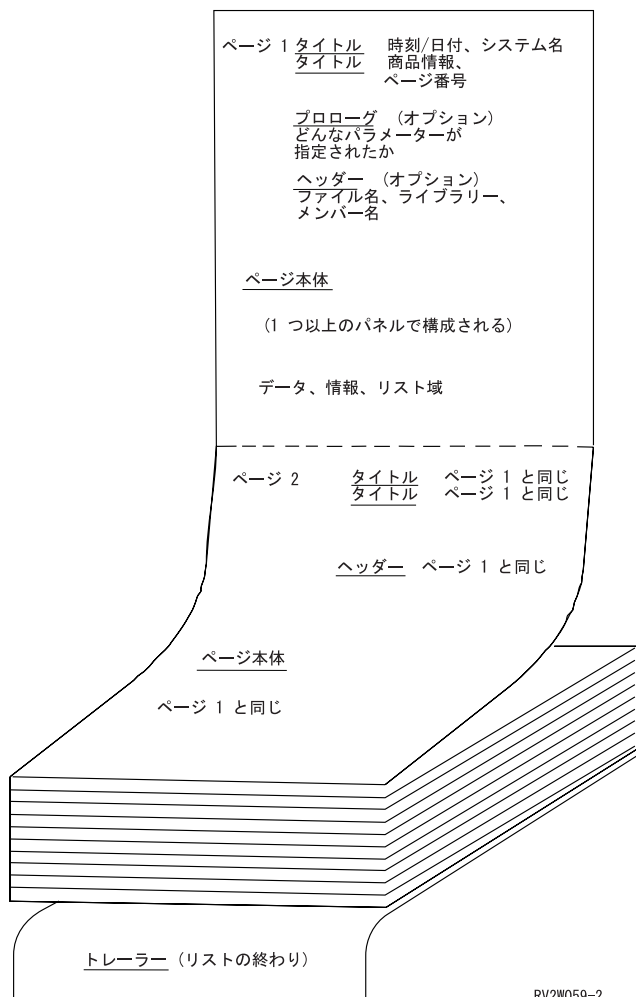 ページ 1 タイトル 時刻/日付、システム名
タイトル 商品情報、
ページ番号
プロローグ (オプション)
どんなパラメーターが
指定されたか
ヘッダー (オプション)
ファイル名、ライブラリー、
メンバー名
ページ本体
(1 つ以上のパネルで構成される)
データ、情報、リスト域
ページ 2 タイトル ページ 1 と同じ
タイトル ページ 1 と同じ
ヘッダー ページ 1 と同じ
ページ本体
ページ 1 と同じ
トレーラー (リストの終わり)
RV2W059-2